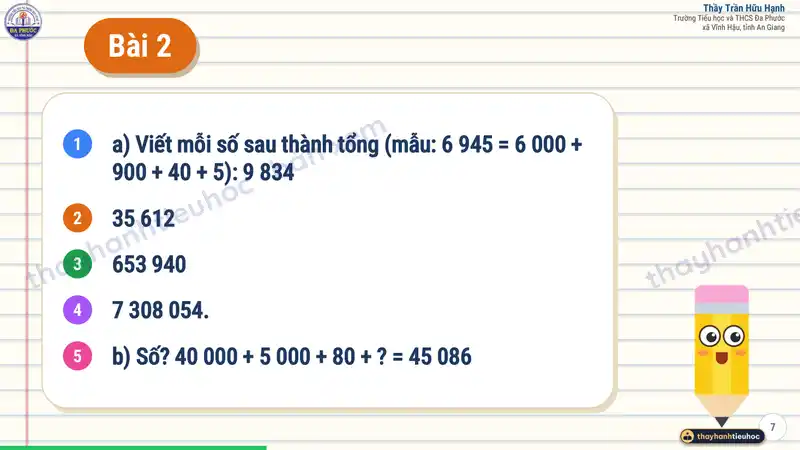 Thầy Trần Hữu Hạnh
Trường Tiểu học và THCS Đa Phước
xã Vĩnh Hậu, tỉnh An Giang
ĐA PHƯỚC
Bài 2
1 a) Viết mỗi số sau thành tổng (mẫu: 6 945 = 6 000 +
900 + 40 + 5): 9 834
2 35 612
3 653 940
4 7 308 054.
5 b) Số? 40 000 + 5 000 + 80 + ? = 45 086
7
thayhanhtieuhoc